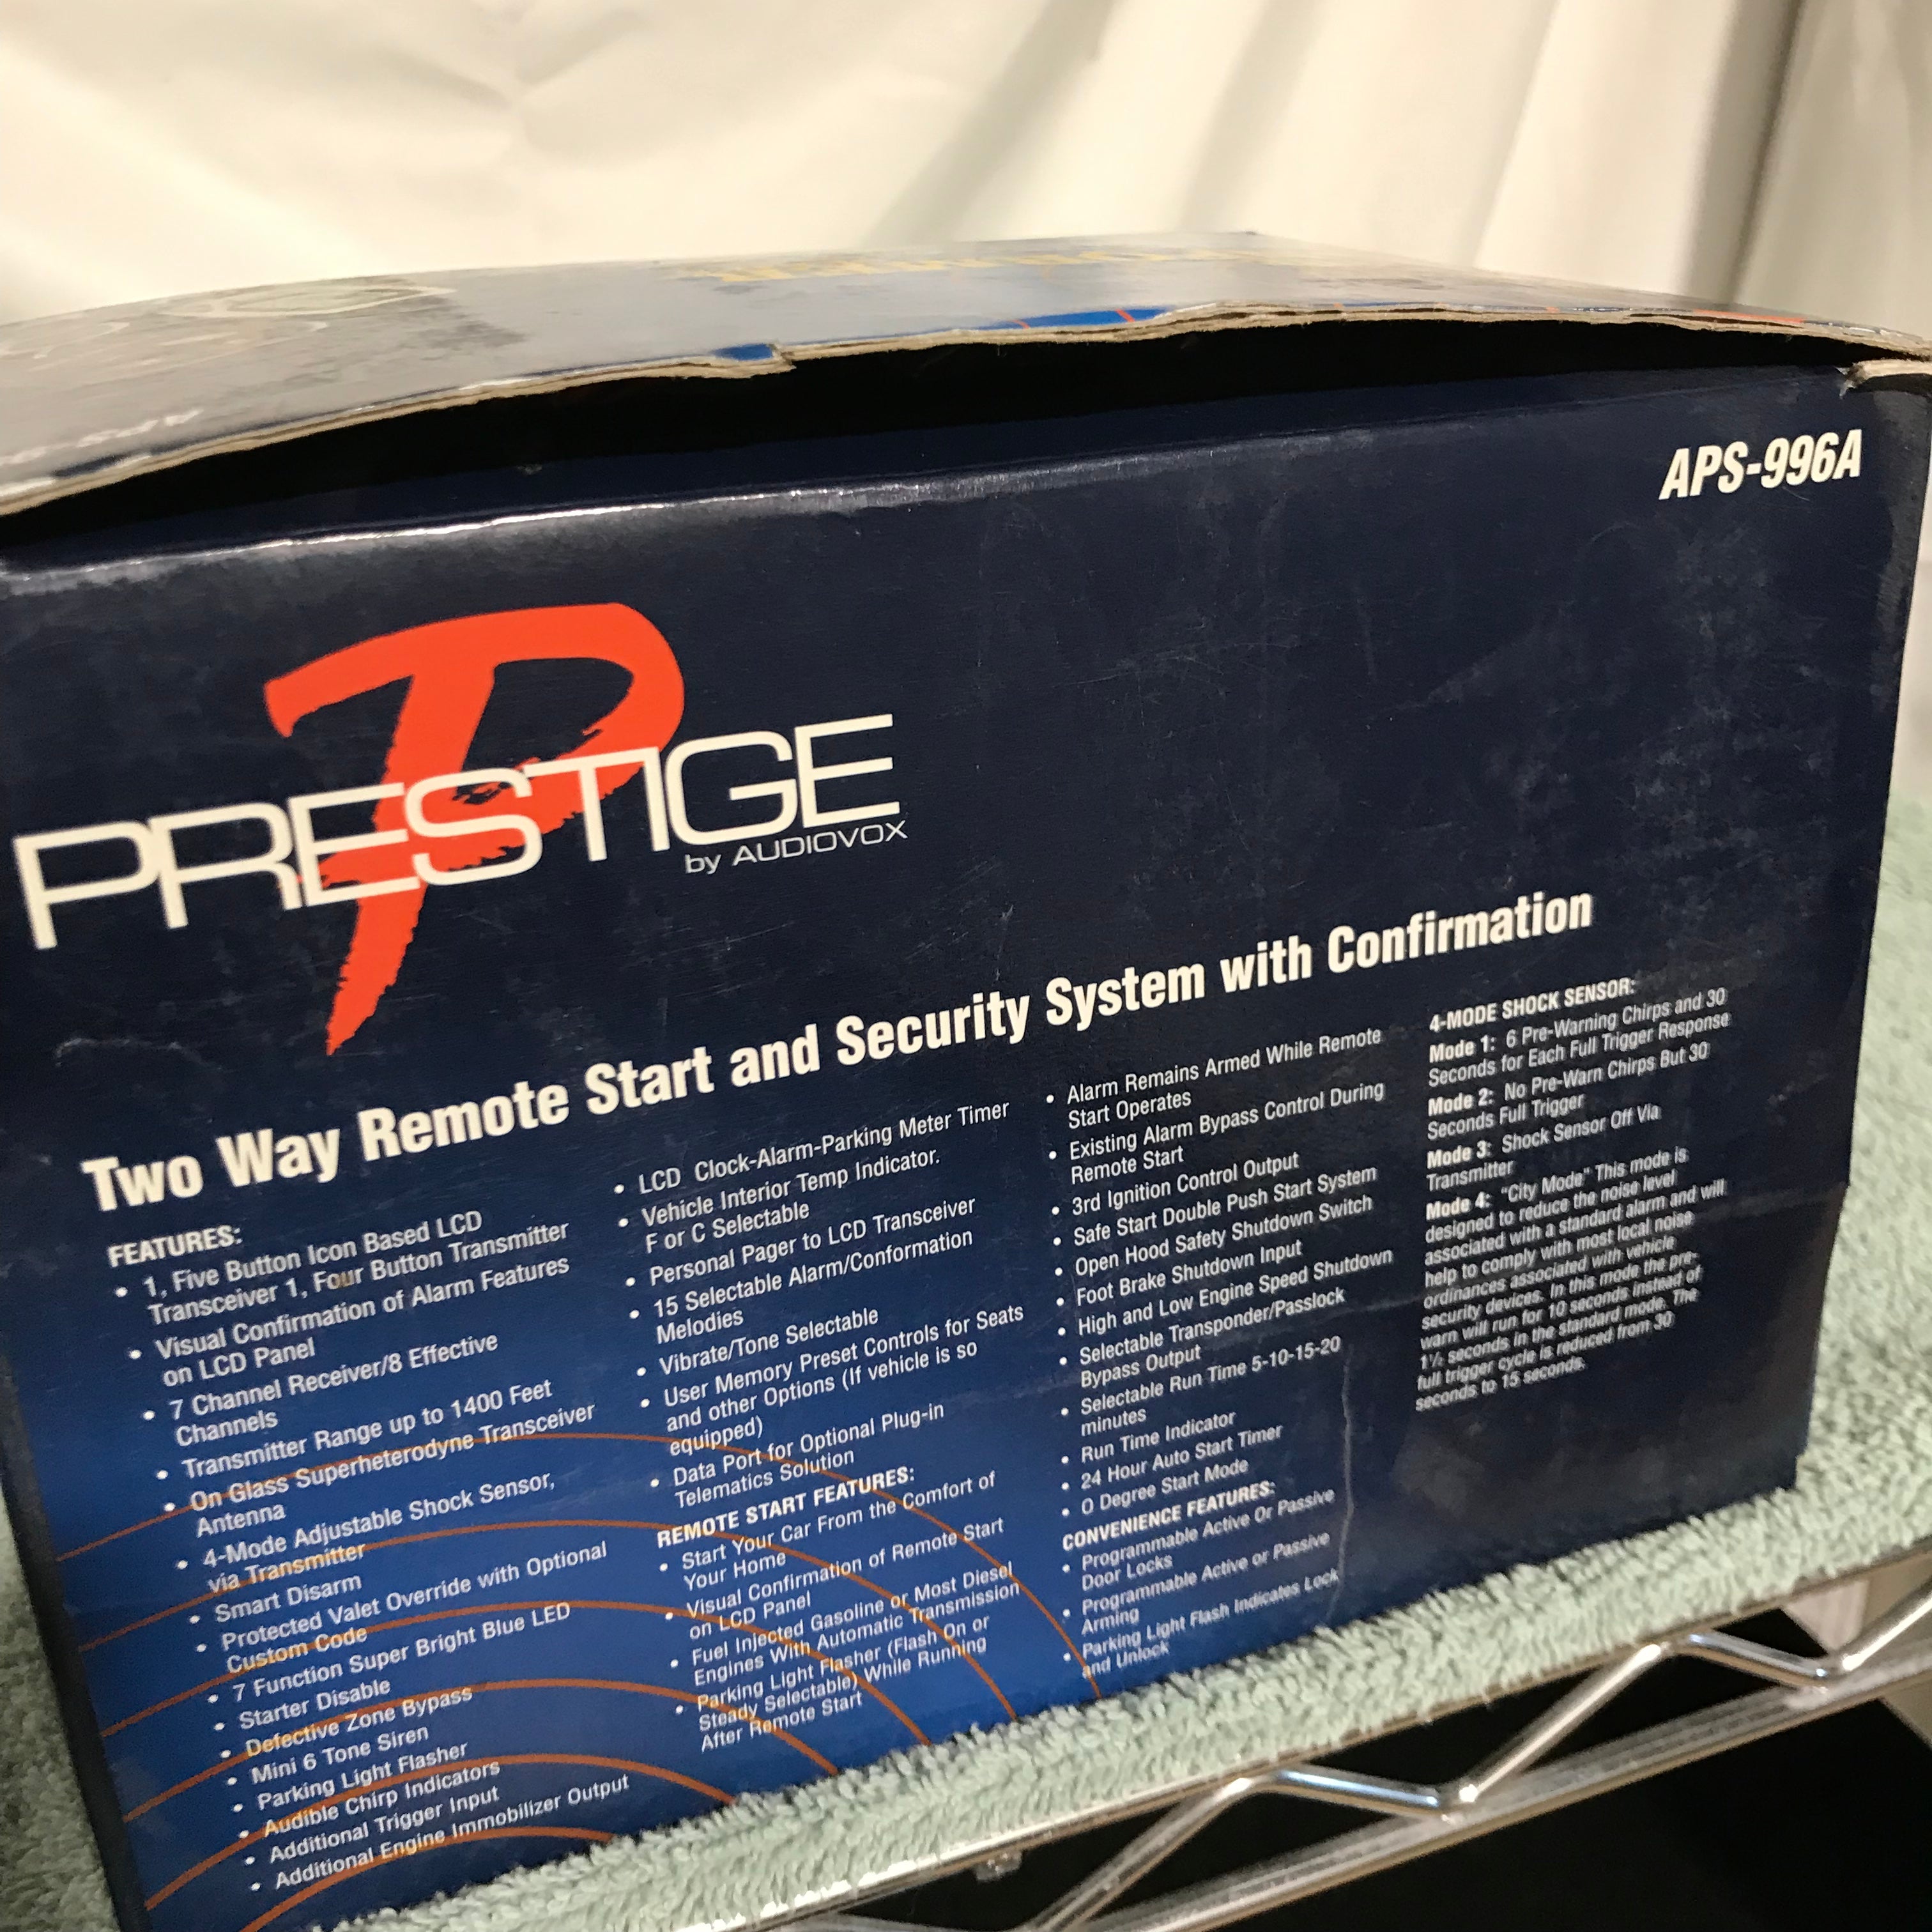 APS-996A
PRESTIGE
by AUDIOVOX
Two Way Remote Start and Security System with Confirmation
FEATURES:
• 1, Five Button Icon Based LCD
Transceiver 1, Four Button Transmitter
• Visual Confirmation of Alarm Features
on LCD Panel
• 7 Channel Receiver/8 Effective
Channels
• Transmitter Range up to 1400 Feet
• On Glass Superheterodyne Transceiver
Antenna
• 4-Mode Adjustable Shock Sensor,
via Transmitter
• Smart Disarm
• Protected Valet Override with Optional
Custom Code
• 7 Function Super Bright Blue LED
• Starter Disable
• Defective Zone Bypass
• Mini 6 Tone Siren
• Parking Light Flasher
• Audible Chirp Indicators
• Additional Trigger Input
• Additional Engine Immobilizer Output
• LCD Clock-Alarm-Parking Meter Timer
• Vehicle Interior Temp Indicator.
F or C Selectable
• Personal Pager to LCD Transceiver
• 15 Selectable Alarm/Conformation
Melodies
• Vibrate/Tone Selectable
• User Memory Preset Controls for Seats
and other Options (If vehicle is so
equipped)
• Data Port for Optional Plug-in
Telematics Solution
REMOTE START FEATURES:
• Start Your Car From the Comfort of
Your Home
• Visual Confirmation of Remote Start
on LCD Panel
• Fuel Injected Gasoline or Most Diesel
Engines With Automatic Transmission
• Parking Light Flasher (Flash On or
Steady Selectable) While Running
After Remote Start
• Alarm Remains Armed While Remote
Start Operates
• Existing Alarm Bypass Control During
Remote Start
• 3rd Ignition Control Output
• Safe Start Double Push Start System
• Open Hood Safety Shutdown Switch
• Foot Brake Shutdown Input
• High and Low Engine Speed Shutdown
• Selectable Transponder/Passlock
Bypass Output
• Selectable Run Time 5-10-15-20
minutes
• Run Time Indicator
• 24 Hour Auto Start Timer
• 0 Degree Start Mode
CONVENIENCE FEATURES:
• Programmable Active Or Passive
Door Locks
• Programmable Active or Passive
Arming
• Parking Light Flash Indicates Lock
and Unlock
4-MODE SHOCK SENSOR:
Mode 1: 6 Pre-Warning Chirps and 30
Seconds for Each Full Trigger Response
Mode 2: No Pre-Warn Chirps But 30
Seconds Full Trigger
Mode 3: Shock Sensor Off Via
Transmitter
Mode 4: "City Mode" This mode is
designed to reduce the noise level
associated with a standard alarm and will
help to comply with most local noise
ordinances associated with vehicle
security devices. In this mode the pre-
warn will run for 10 seconds instead of
1½ seconds in the standard mode. The
full trigger cycle is reduced from 30
seconds to 15 seconds.